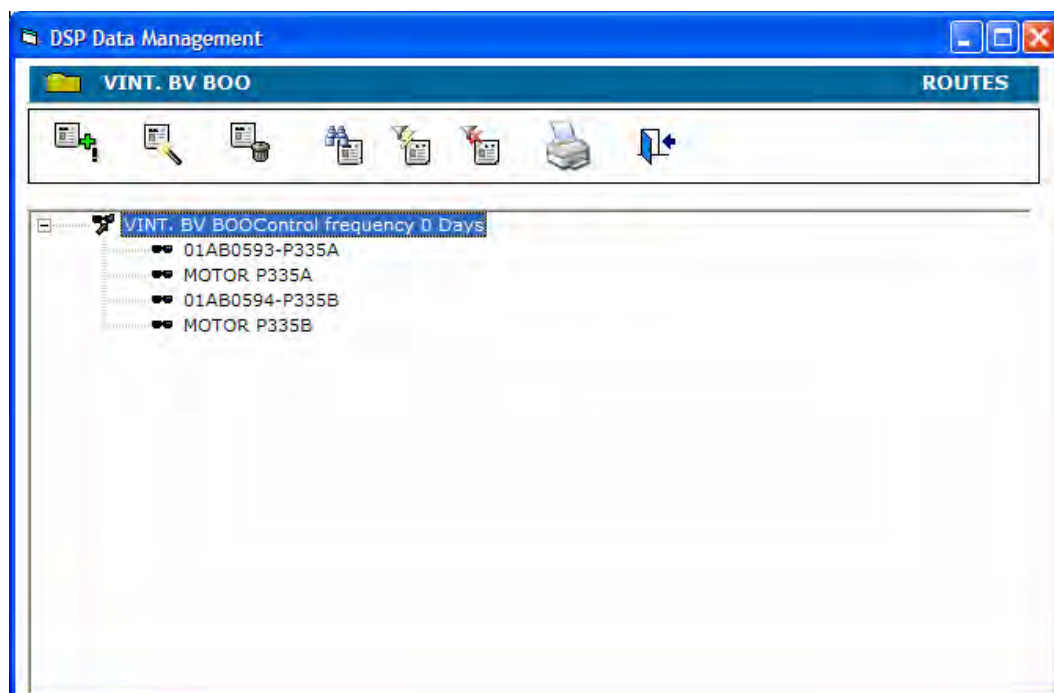 DSP Data Management
VINT. BV BOO ROUTES
VINT. BV BOOControl frequency 0 Days
01AB0593-P335A
MOTOR P335A
01AB0594-P335B
MOTOR P335B